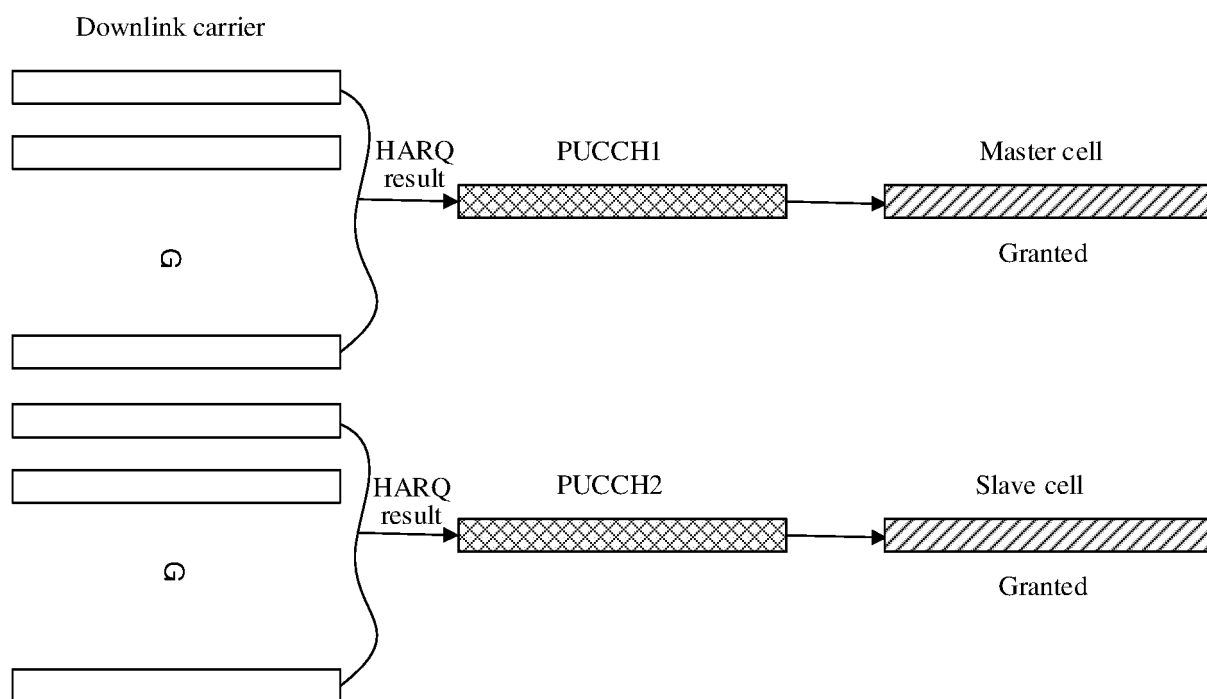 Downlink carrier
HARQ
result
PUCCH1
Master cell
G
Granted
HARQ
result
PUCCH2
Slave cell
G
Granted